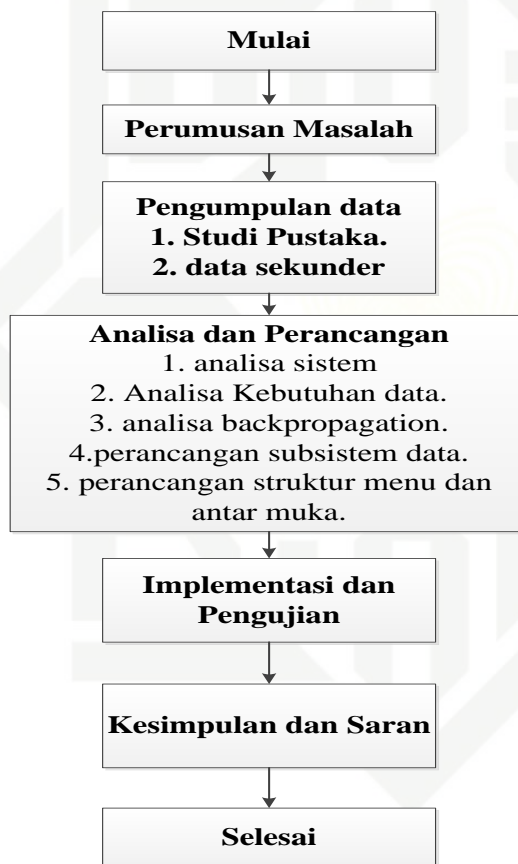 Mulai
Perumusan Masalah
Pengumpulan data
1. Studi Pustaka.
2. data sekunder
Analisa dan Perancangan
1. analisa sistem
2. Analisa Kebutuhan data.
3. analisa backpropagation.
4.perancangan subsistem data.
5. perancangan struktur menu dan
antar muka.
Implementasi dan
Pengujian
Kesimpulan dan Saran
Selesai